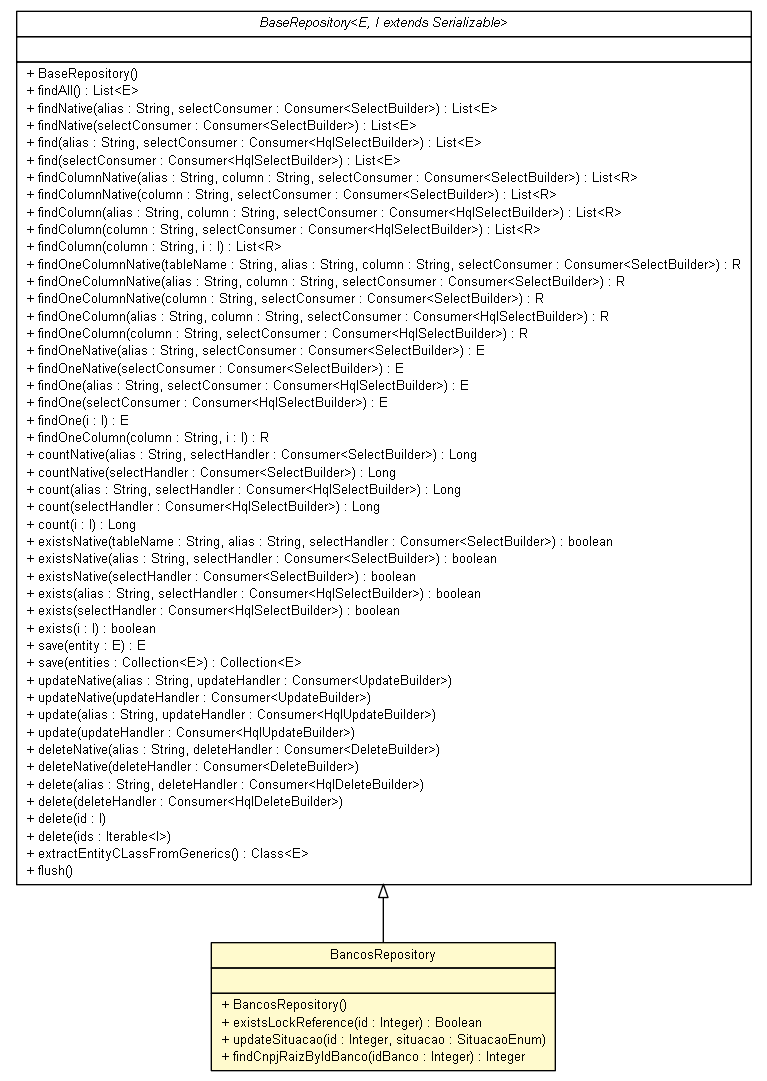 BaseRepository<E, I extends Serializable>
+ BaseRepository()
+ findAll() : List<E>
+ findNative(alias : String, selectConsumer : Consumer<SelectBuilder>) : List<E>
+ findNative(selectConsumer : Consumer<SelectBuilder>) : List<E>
+ find(alias : String, selectConsumer : Consumer<HqlSelectBuilder>) : List<E>
+ find(selectConsumer : Consumer<HqlSelectBuilder>) : List<E>
+ findColumnNative(alias : String, column : String, selectConsumer : Consumer<SelectBuilder>) : List<R>
+ findColumnNative(column : String, selectConsumer : Consumer<SelectBuilder>) : List<R>
+ findColumn(alias : String, column : String, selectConsumer : Consumer<HqlSelectBuilder>) : List<R>
+ findColumn(column : String, selectConsumer : Consumer<HqlSelectBuilder>) : List<R>
+ findColumn(column : String, i : I) : List<R>
+ findOneColumnNative(tableName : String, alias : String, column : String, selectConsumer : Consumer<SelectBuilder>) : R
+ findOneColumnNative(alias : String, column : String, selectConsumer : Consumer<SelectBuilder>) : R
+ findOneColumnNative(column : String, selectConsumer : Consumer<SelectBuilder>) : R
+ findOneColumn(alias : String, column : String, selectConsumer : Consumer<HqlSelectBuilder>) : R
+ findOneColumn(column : String, selectConsumer : Consumer<HqlSelectBuilder>) : R
+ findOneNative(alias : String, selectConsumer : Consumer<SelectBuilder>) : E
+ findOneNative(selectConsumer : Consumer<SelectBuilder>) : E
+ findOne(alias : String, selectConsumer : Consumer<HqlSelectBuilder>) : E
+ findOne(selectConsumer : Consumer<HqlSelectBuilder>) : E
+ findOne(i : I) : E
+ findOneColumn(column : String, i : I) : R
+ countNative(alias : String, selectHandler : Consumer<SelectBuilder>) : Long
+ countNative(selectHandler : Consumer<SelectBuilder>) : Long
+ count(alias : String, selectHandler : Consumer<HqlSelectBuilder>) : Long
+ count(selectHandler : Consumer<HqlSelectBuilder>) : Long
+ count(i : I) : Long
+ existsNative(tableName : String, alias : String, selectHandler : Consumer<SelectBuilder>) : boolean
+ existsNative(alias : String, selectHandler : Consumer<SelectBuilder>) : boolean
+ existsNative(selectHandler : Consumer<SelectBuilder>) : boolean
+ exists(alias : String, selectHandler : Consumer<HqlSelectBuilder>) : boolean
+ exists(selectHandler : Consumer<HqlSelectBuilder>) : boolean
+ exists(i : I) : boolean
+ save(entity : E) : E
+ save(entities : Collection<E>) : Collection<E>
+ updateNative(alias : String, updateHandler : Consumer<UpdateBuilder>)
+ updateNative(updateHandler : Consumer<UpdateBuilder>)
+ update(alias : String, updateHandler : Consumer<HqlUpdateBuilder>)
+ update(updateHandler : Consumer<HqlUpdateBuilder>)
+ deleteNative(alias : String, deleteHandler : Consumer<DeleteBuilder>)
+ deleteNative(deleteHandler : Consumer<DeleteBuilder>)
+ delete(alias : String, deleteHandler : Consumer<HqlDeleteBuilder>)
+ delete(deleteHandler : Consumer<HqlDeleteBuilder>)
+ delete(id : I)
+ delete(ids : Iterable<I>)
+ extractEntityCLassFromGenerics() : Class<E>
+ flush()
BancosRepository
+ BancosRepository()
+ existsLockReference(id : Integer) : Boolean
+ updateSituacao(id : Integer, situacao : SituacaoEnum)
+ findCnpjRaizByIdBanco(idBanco : Integer) : Integer